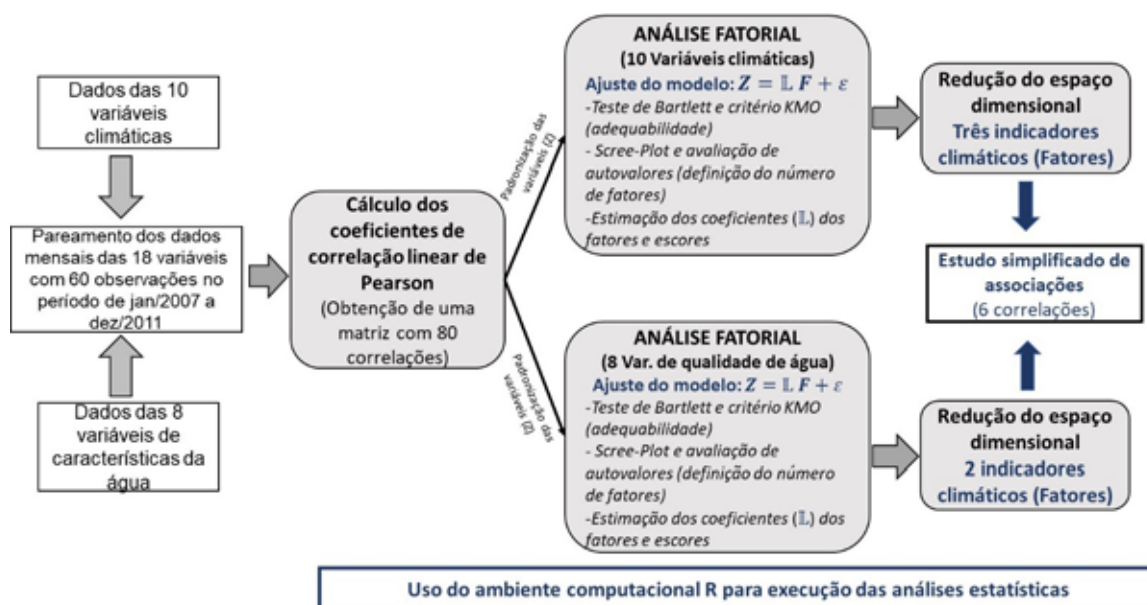 Dados das 10
variáveis
climáticas
Pareamento dos dados
mensais das 18 variáveis
com 60 observações no
período de jan/2007 a
dez/2011
Dados das 8
variáveis de
características da
água
Cálculo dos
coeficientes de
correlação linear de
Pearson
(Obtenção de uma
matriz com 80
correlações)
Padronização das
variáveis (Z)
Padronização das
variáveis (Z)
ANÁLISE FATORIAL
(10 Variáveis climáticas)
Ajuste do modelo: Z = 𝕃 F + ε
-Teste de Bartlett e critério KMO
(adequabilidade)
- Scree-Plot e avaliação de
autovalores (definição do número
de fatores)
-Estimação dos coeficientes (𝕃) dos
fatores e escores
Redução do espaço
dimensional
Três indicadores
climáticos (Fatores)
Estudo simplificado de
associações
(6 correlações)
ANÁLISE FATORIAL
(8 Var. de qualidade de água)
Ajuste do modelo: Z = 𝕃 F + ε
-Teste de Bartlett e critério KMO
(adequabilidade)
- Scree-Plot e avaliação de
autovalores (definição do número
de fatores)
-Estimação dos coeficientes (𝕃) dos
fatores e escores
Redução do espaço
dimensional
2 indicadores
climáticos (Fatores)
Uso do ambiente computacional R para execução das análises estatísticas